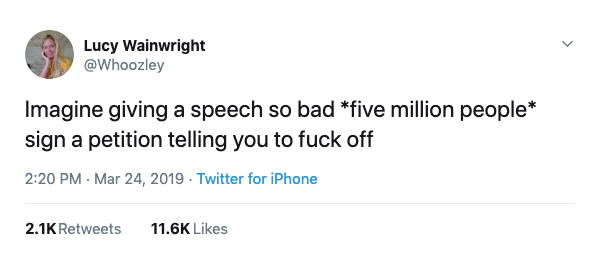 Lucy Wainwright
@Whoozley
Imagine giving a speech so bad *five million people*
sign a petition telling you to fuck off
2:20 PM · Mar 24, 2019 · Twitter for iPhone
2.1K Retweets 11.6K Likes